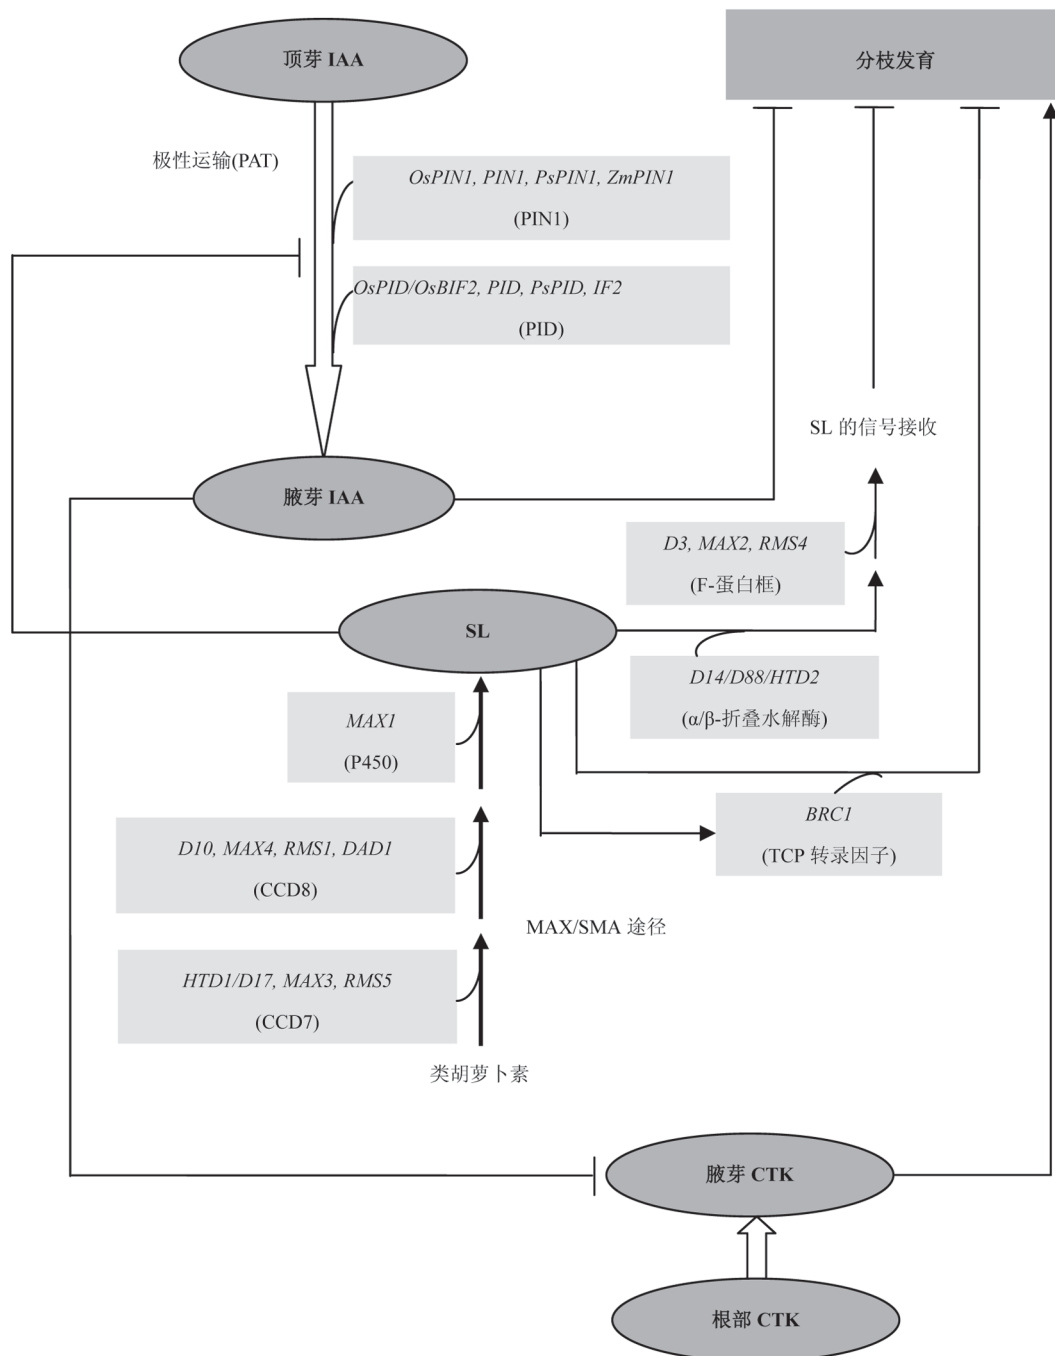 顶芽 IAA
分枝发育
极性运输(PAT)
OsPIN1, PIN1, PsPIN1, ZmPIN1
(PIN1)
OsPID/OsBIF2, PID, PsPID, IF2
(PID)
SL 的信号接收
腋芽 IAA
D3, MAX2, RMS4
(F-蛋白框)
SL
D14/D88/HTD2
(α/β-折叠水解酶)
MAX1
(P450)
BRC1
(TCP 转录因子)
D10, MAX4, RMS1, DAD1
(CCD8)
MAX/SMA 途径
HTD1/D17, MAX3, RMS5
(CCD7)
类胡萝卜素
腋芽 CTK
根部 CTK